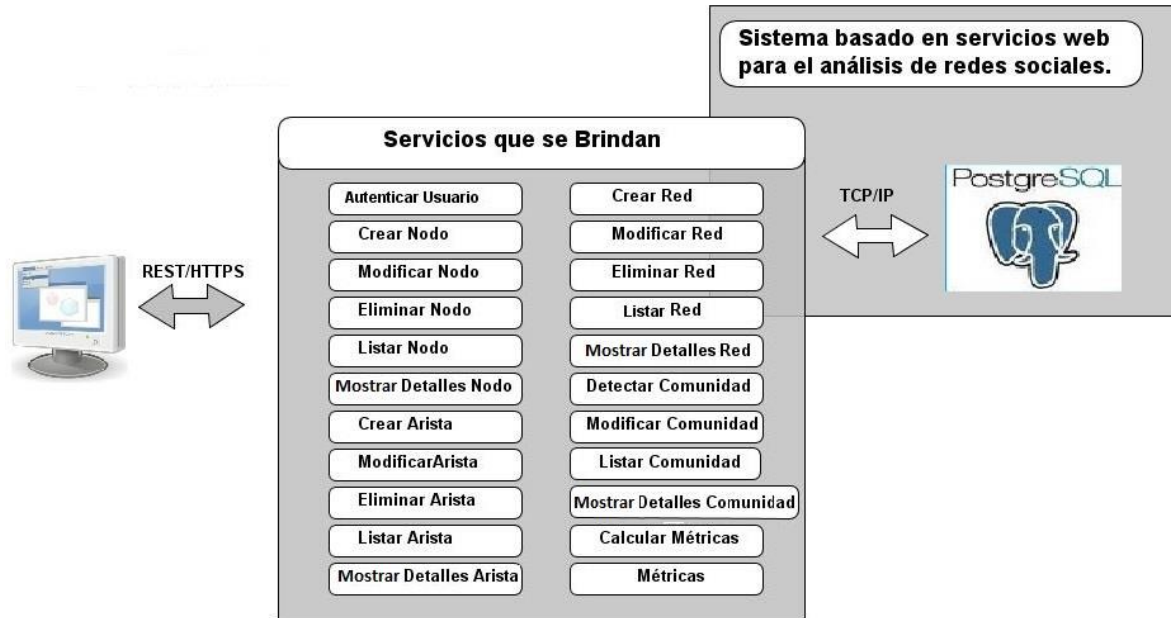 Sistema basado en servicios web
para el análisis de redes sociales.
Servicios que se Brindan
Autenticar Usuario
Crear Nodo
Modificar Nodo
Eliminar Nodo
Listar Nodo
Mostrar Detalles Nodo
Crear Arista
ModificarArista
Eliminar Arista
Listar Arista
Mostrar Detalles Arista
Crear Red
Modificar Red
Eliminar Red
Listar Red
Mostrar Detalles Red
Detectar Comunidad
Modificar Comunidad
Listar Comunidad
Mostrar Detalles Comunidad
Calcular Métricas
Métricas
REST/HTTPS
TCP/IP
PostgreSQL